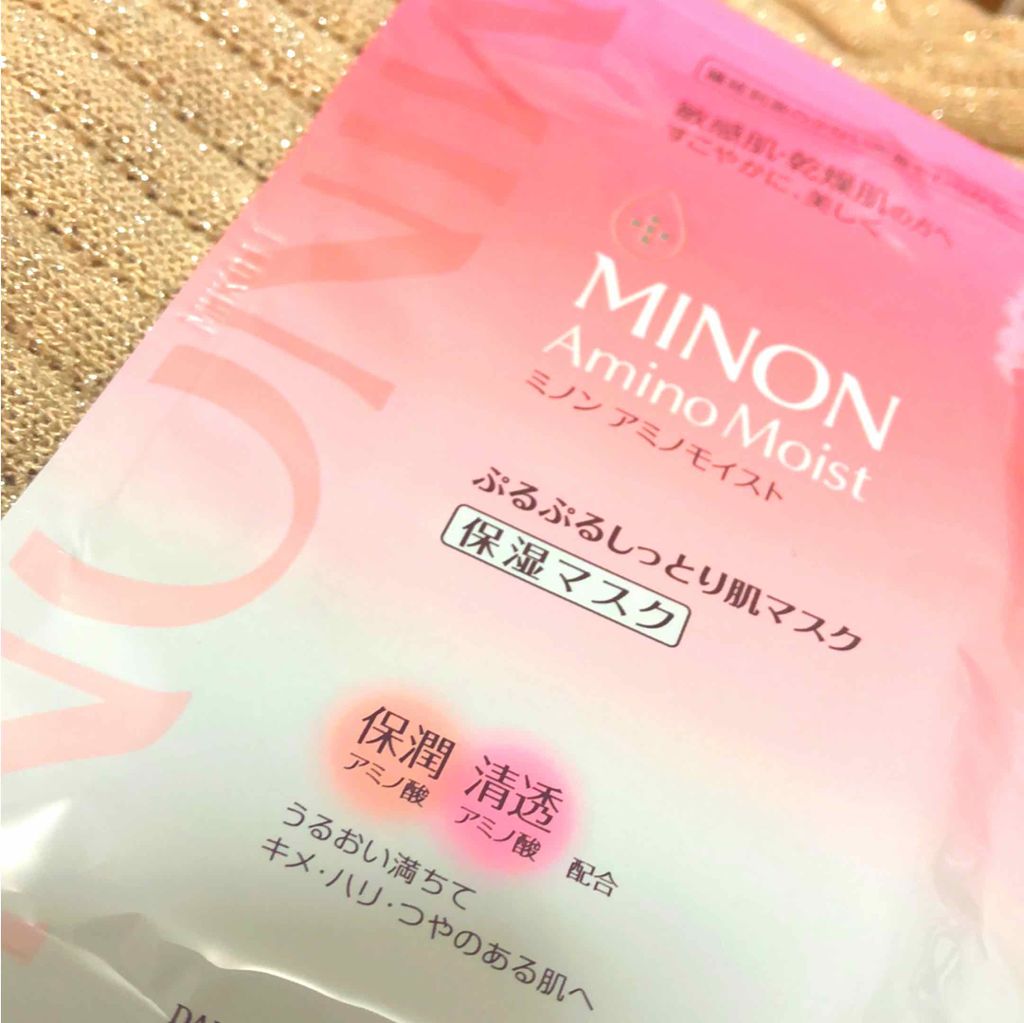 敏感肌・乾燥肌の方へ
すこやかに、美しく
MINON
Amino Moist
ミノン アミノモイスト
ぷるぷるしっとり肌マスク
保湿マスク
保潤 清透
アミノ酸 アミノ酸 配合
うるおい満ちて
キメ・ハリ・つやのある肌へ
MINON